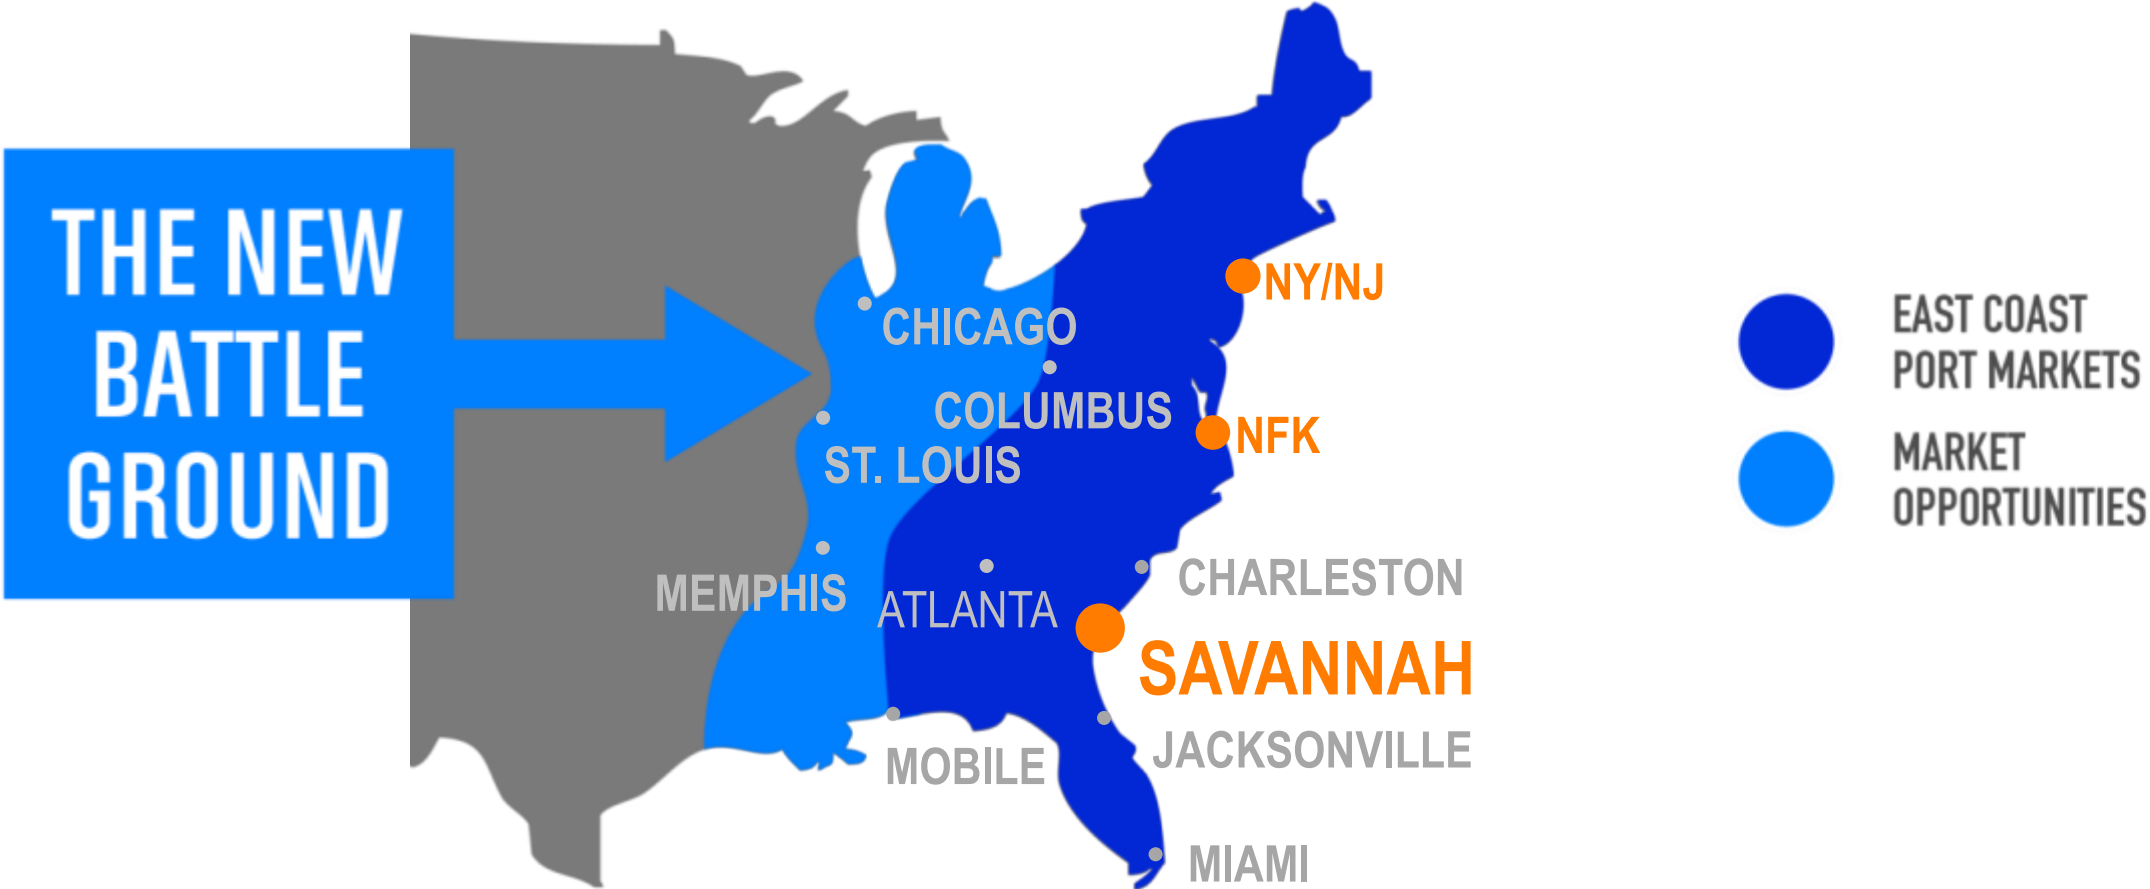 THE NEW
BATTLE
GROUND
NY/NJ
CHICAGO
COLUMBUS
NFK
ST. LOUIS
MEMPHIS
ATLANTA
CHARLESTON
SAVANNAH
MOBILE
JACKSONVILLE
MIAMI
EAST COAST
PORT MARKETS
MARKET
OPPORTUNITIES